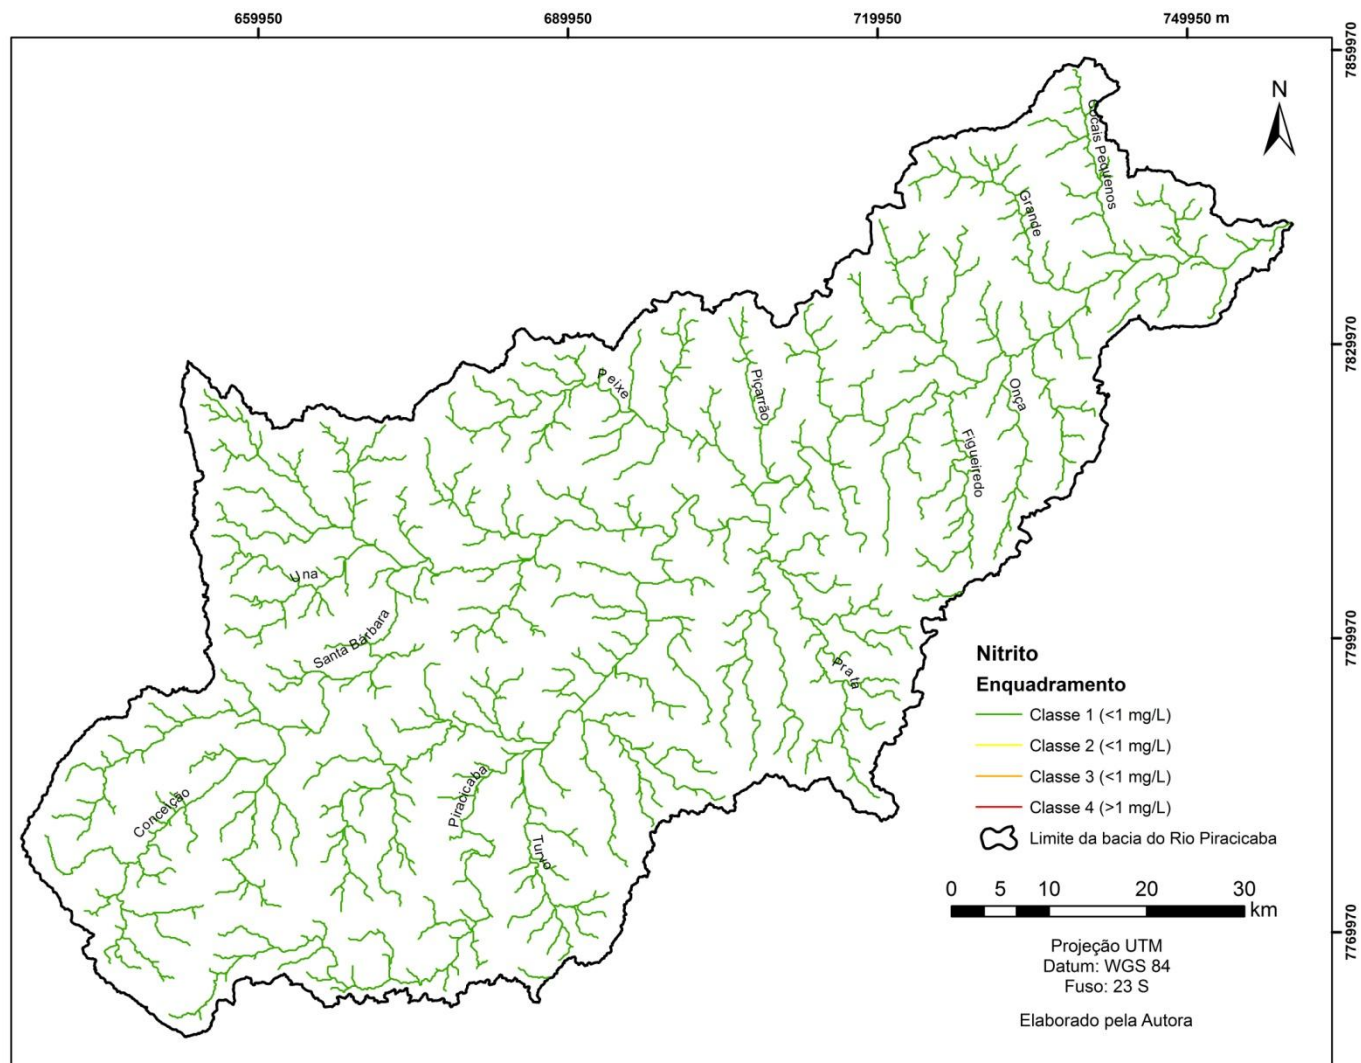 659950
689950
719950
749950 m
7859970
N
Cocais Pequenos
Grande
7829970
Peixe
Piçarrão
Onça
Figueiredo
Una
Santa Bárbara
7799970
Prata
Nitrito
Enquadramento
Classe 1 (<1 mg/L)
Classe 2 (<1 mg/L)
Classe 3 (<1 mg/L)
Classe 4 (>1 mg/L)
Limite da bacia do Rio Piracicaba
Conceição
Piracicaba
Turvo
0 5 10 20 30
km
7769970
Projeção UTM
Datum: WGS 84
Fuso: 23 S
Elaborado pela Autora